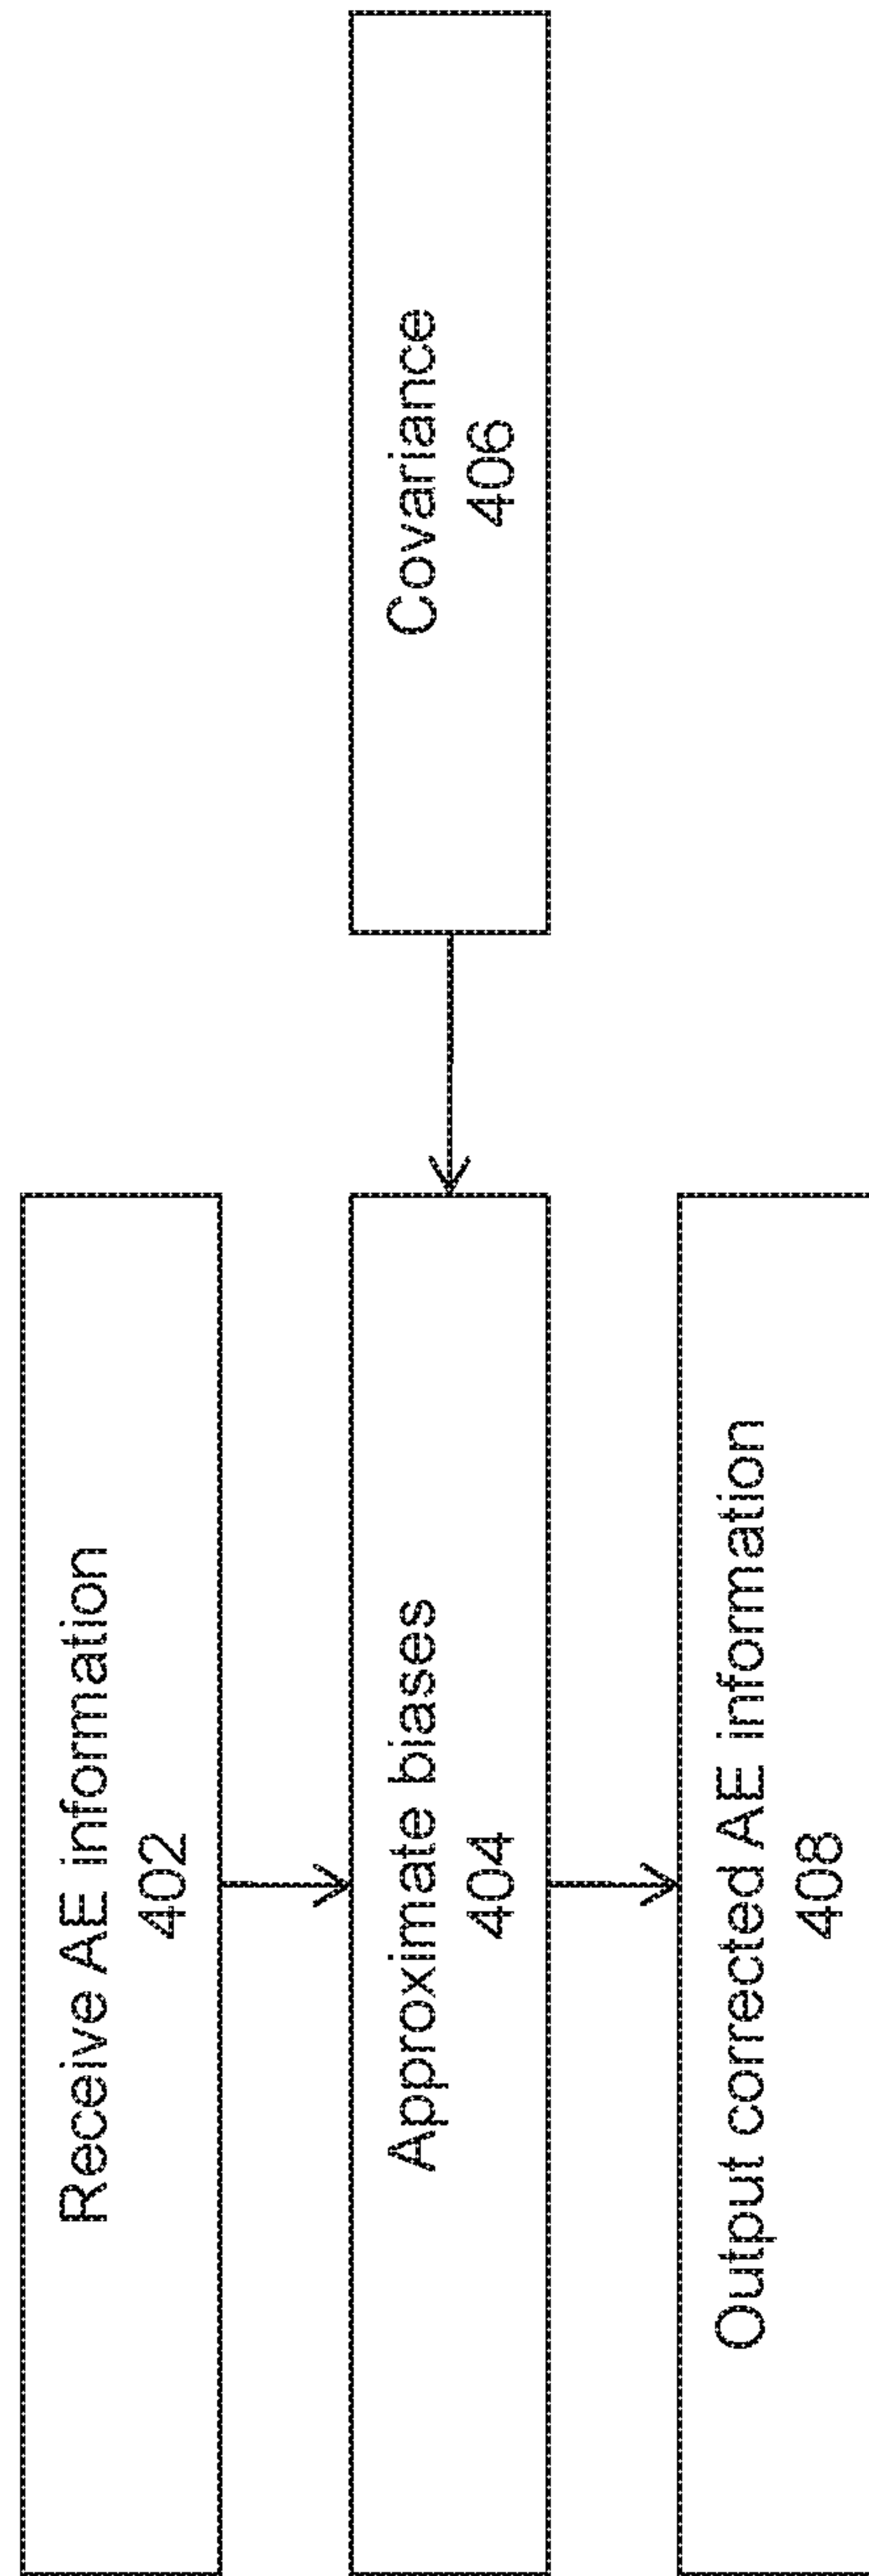 Receive AE information
402
Approximate biases
404
Covariance
406
Output corrected AE information
408